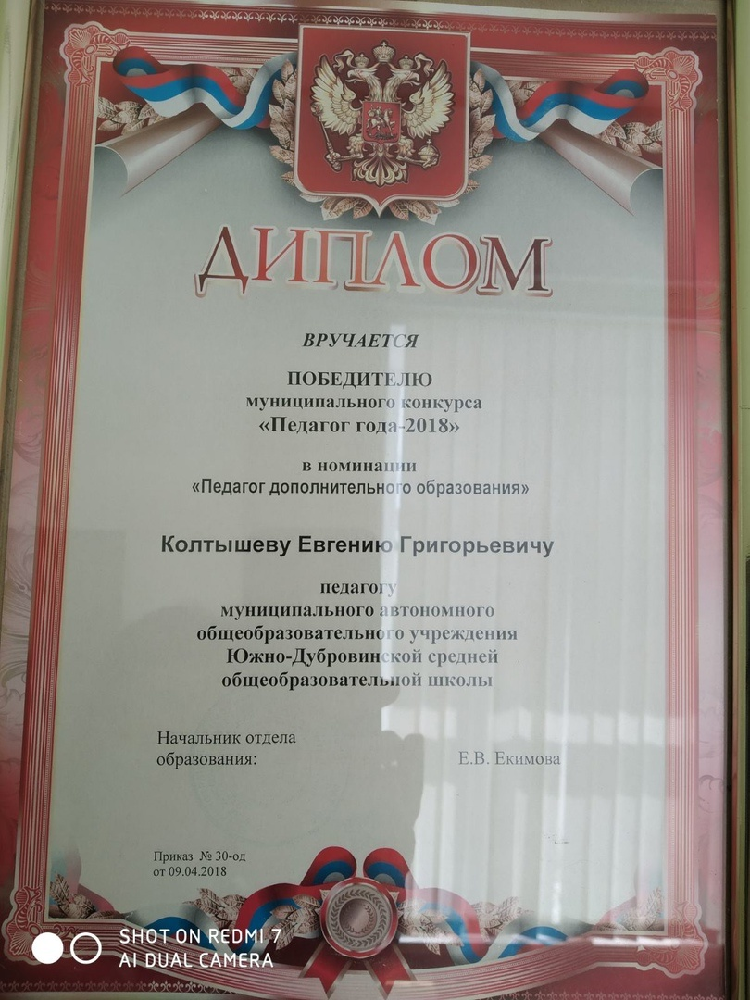 ДИПЛОМ
ВРУЧАЕТСЯ
ПОБЕДИТЕЛЮ
муниципального конкурса
«Педагог года-2018»
в номинации
«Педагог дополнительного образования»
Колтышеву Евгению Григорьевичу
педагогу
муниципального автономного
общеобразовательного учреждения
Южно-Дубровинской средней
общеобразовательной школы
Начальник отдела
образования: Е.В. Екимова
Приказ № 30-од
от 09.04.2018
SHOT ON REDMI 7
AI DUAL CAMERA